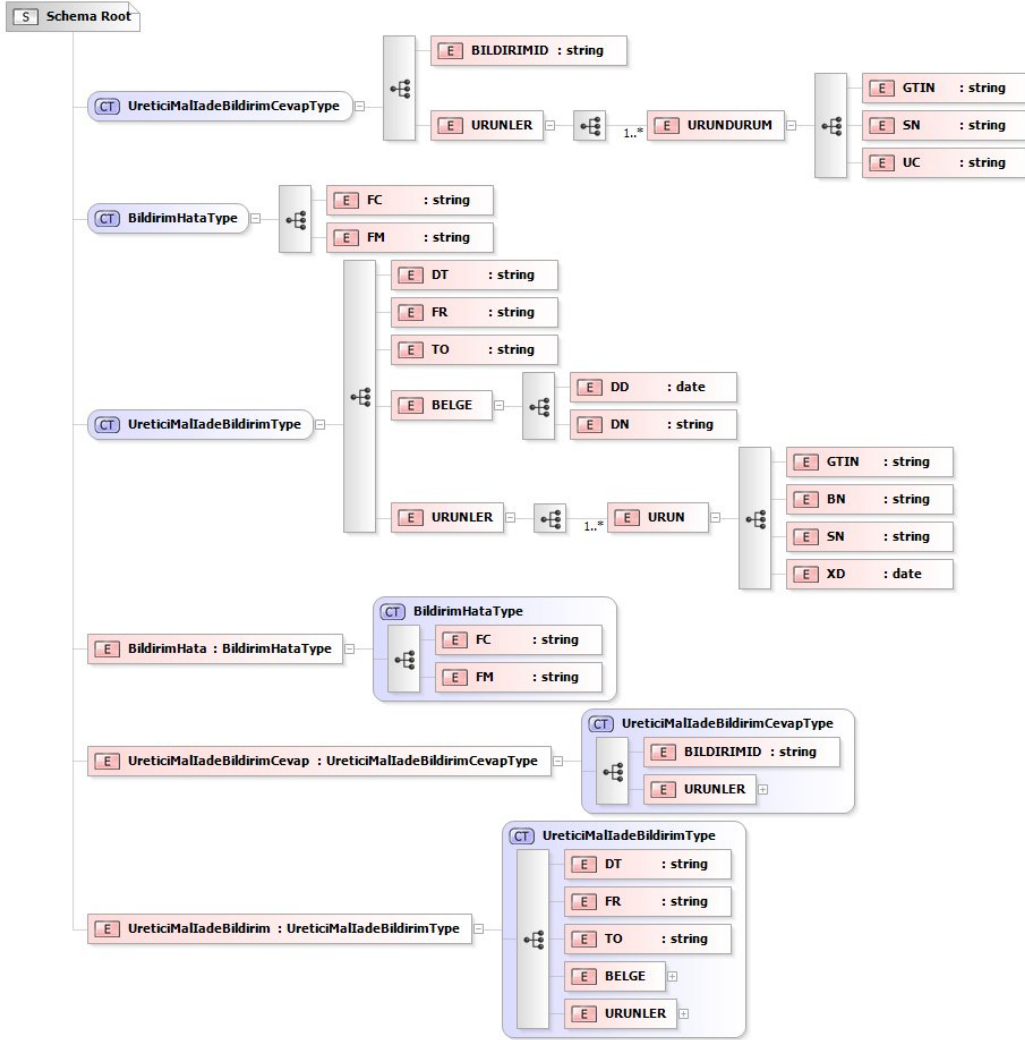 S Schema Root
E BILDIRIMID : string
CT UreticiMalIadeBildirimCevapType
E URUNLER
1..*
E URUNDURUM
E GTIN : string
E SN : string
E UC : string
CT BildirimHataType
E FC : string
E FM : string
CT UreticiMalIadeBildirimType
E DT : string
E FR : string
E TO : string
E BELGE
E DD : date
E DN : string
E URUNLER
1..*
E URUN
E GTIN : string
E BN : string
E SN : string
E XD : date
E BildirimHata : BildirimHataType
CT BildirimHataType
E FC : string
E FM : string
E UreticiMalIadeBildirimCevap : UreticiMalIadeBildirimCevapType
CT UreticiMalIadeBildirimCevapType
E BILDIRIMID : string
E URUNLER
E UreticiMalIadeBildirim : UreticiMalIadeBildirimType
CT UreticiMalIadeBildirimType
E DT : string
E FR : string
E TO : string
E BELGE
E URUNLER